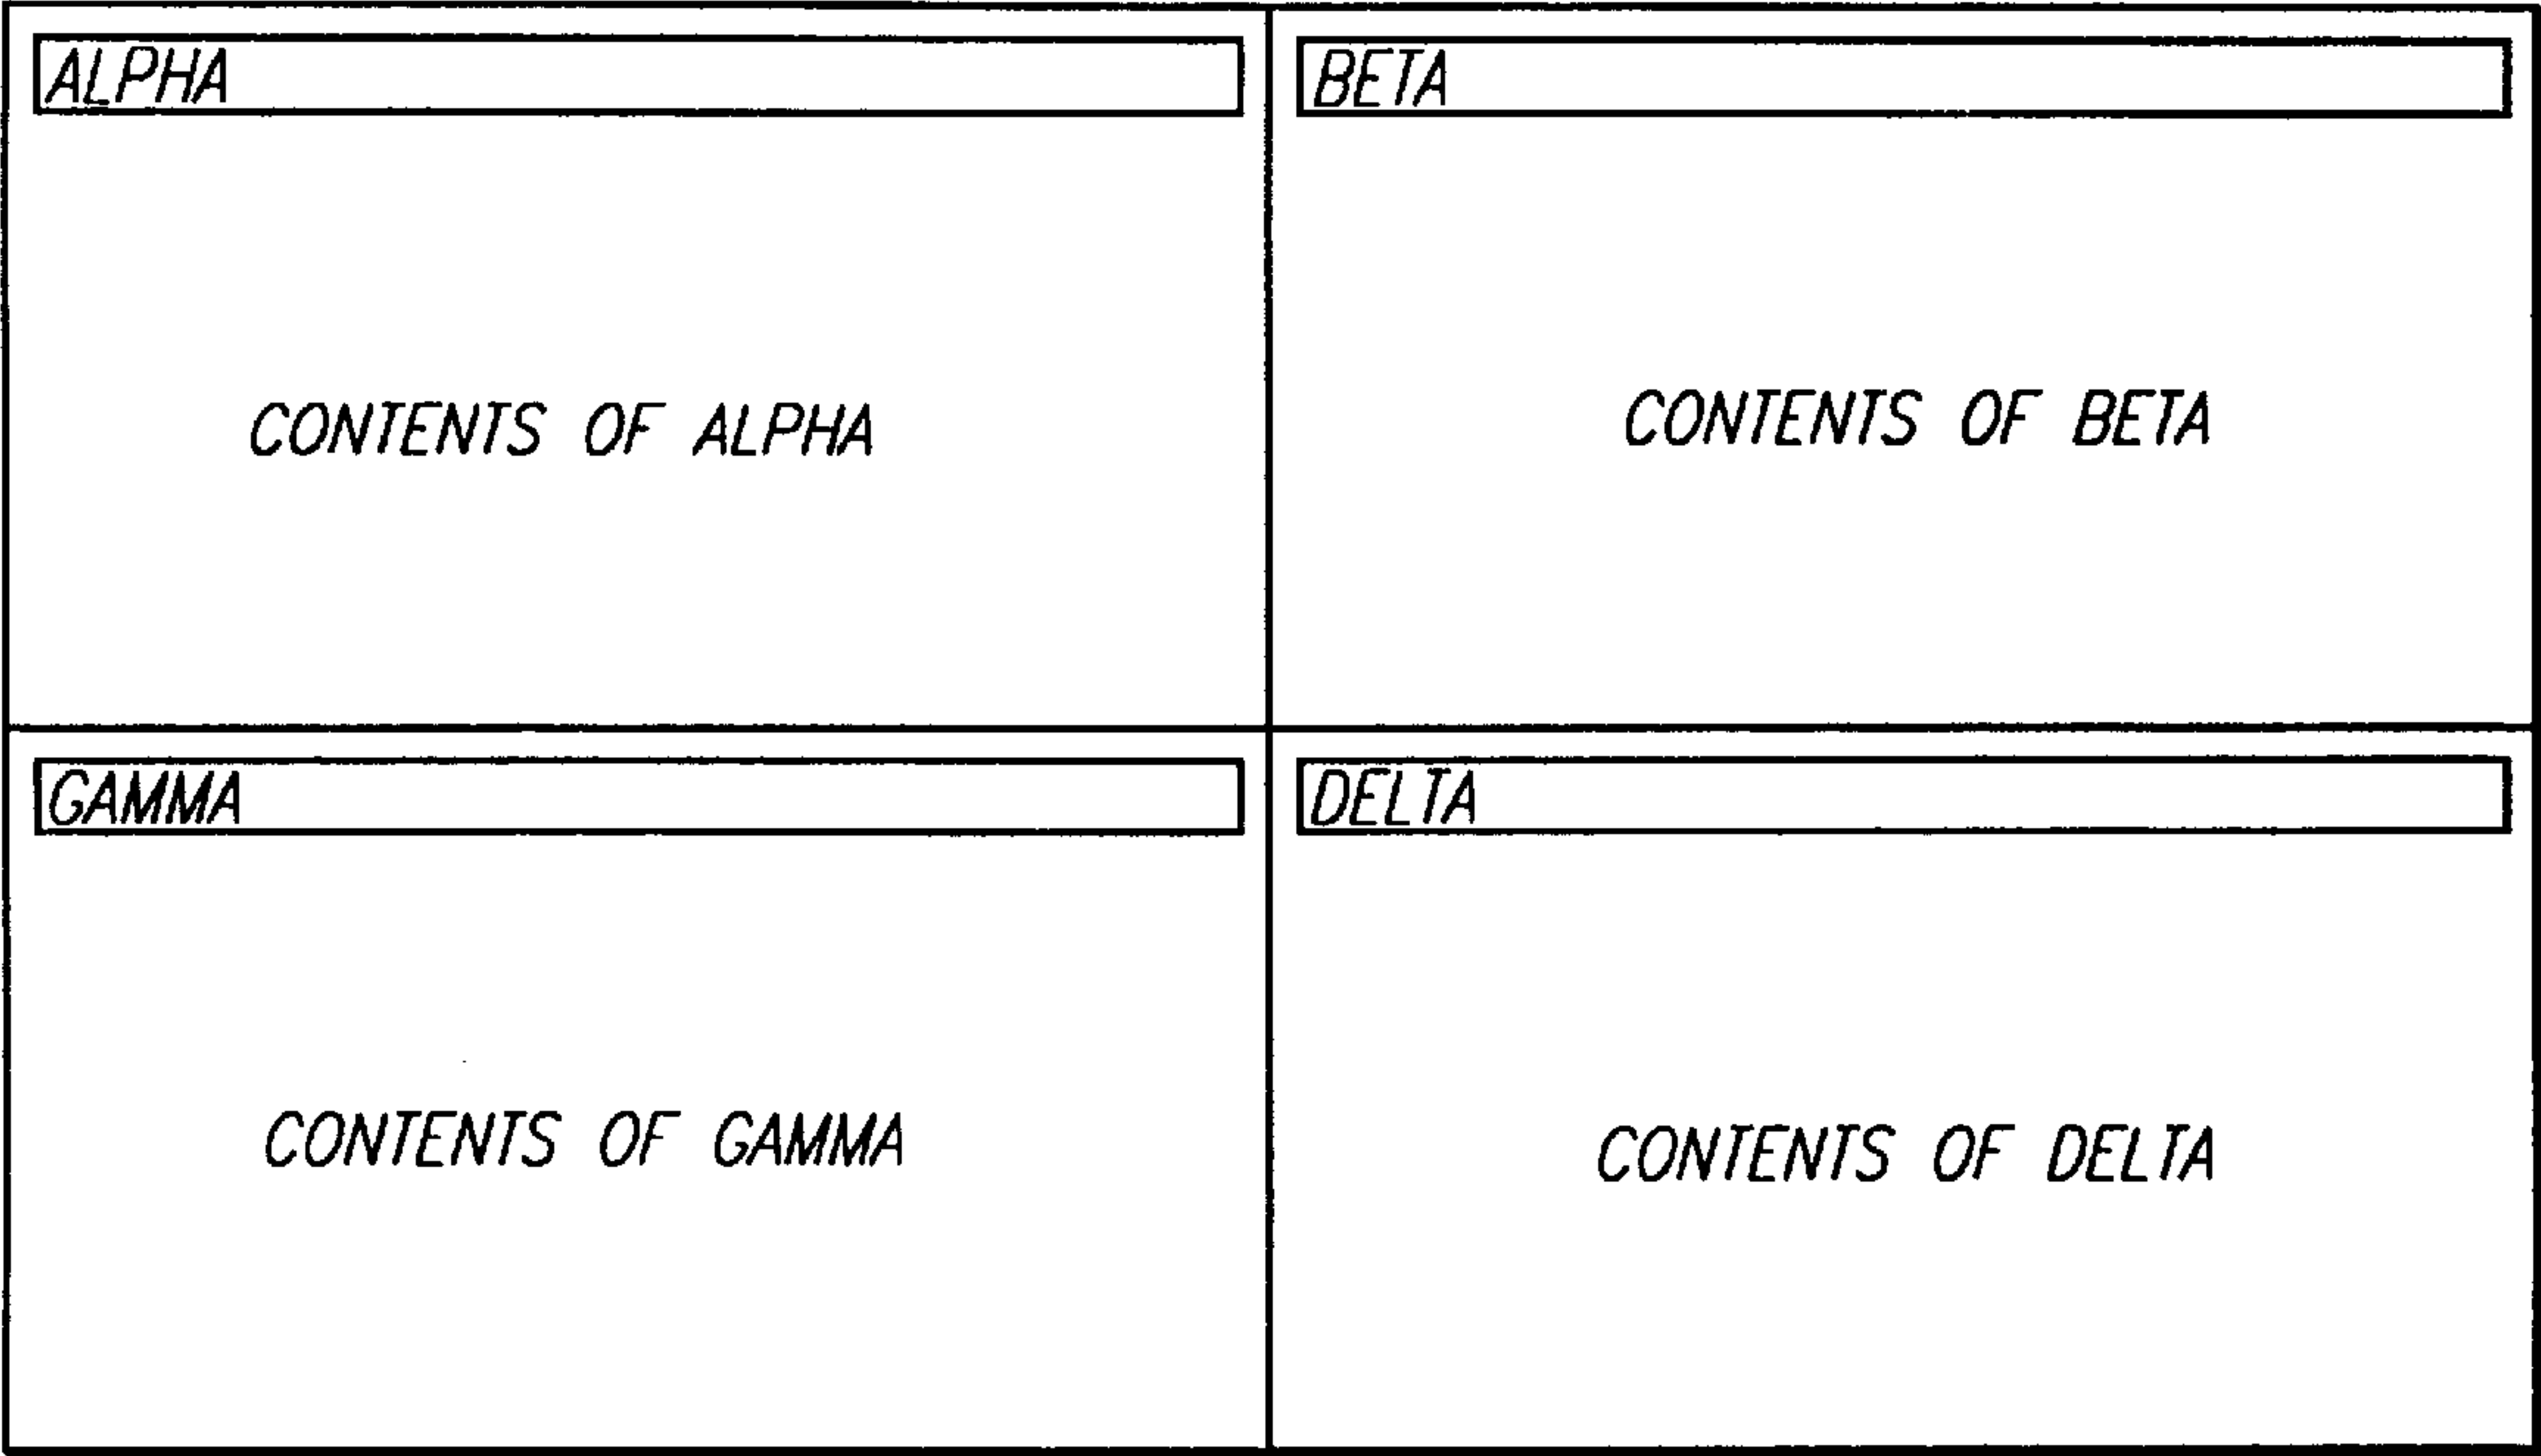 ALPHA
CONTENTS OF ALPHA
BETA
CONTENTS OF BETA
GAMMA
CONTENTS OF GAMMA
DELTA
CONTENTS OF DELTA